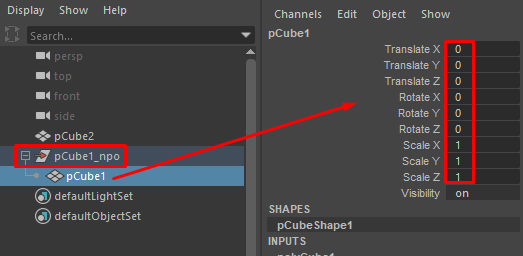 Display Show
Search...
persp
top
front
side
pCube2
pCube1_npo
pCube1
defaultLightSet
defaultObjectSet
Channels Edit Object Show
pCube1
Translate X 0
Translate Y 0
Translate Z 0
Rotate X 0
Rotate Y 0
Rotate Z 0
Scale X 1
Scale Y 1
Scale Z 1
Visibility on
SHAPES
pCubeShape1
INPUTS
polyCube1